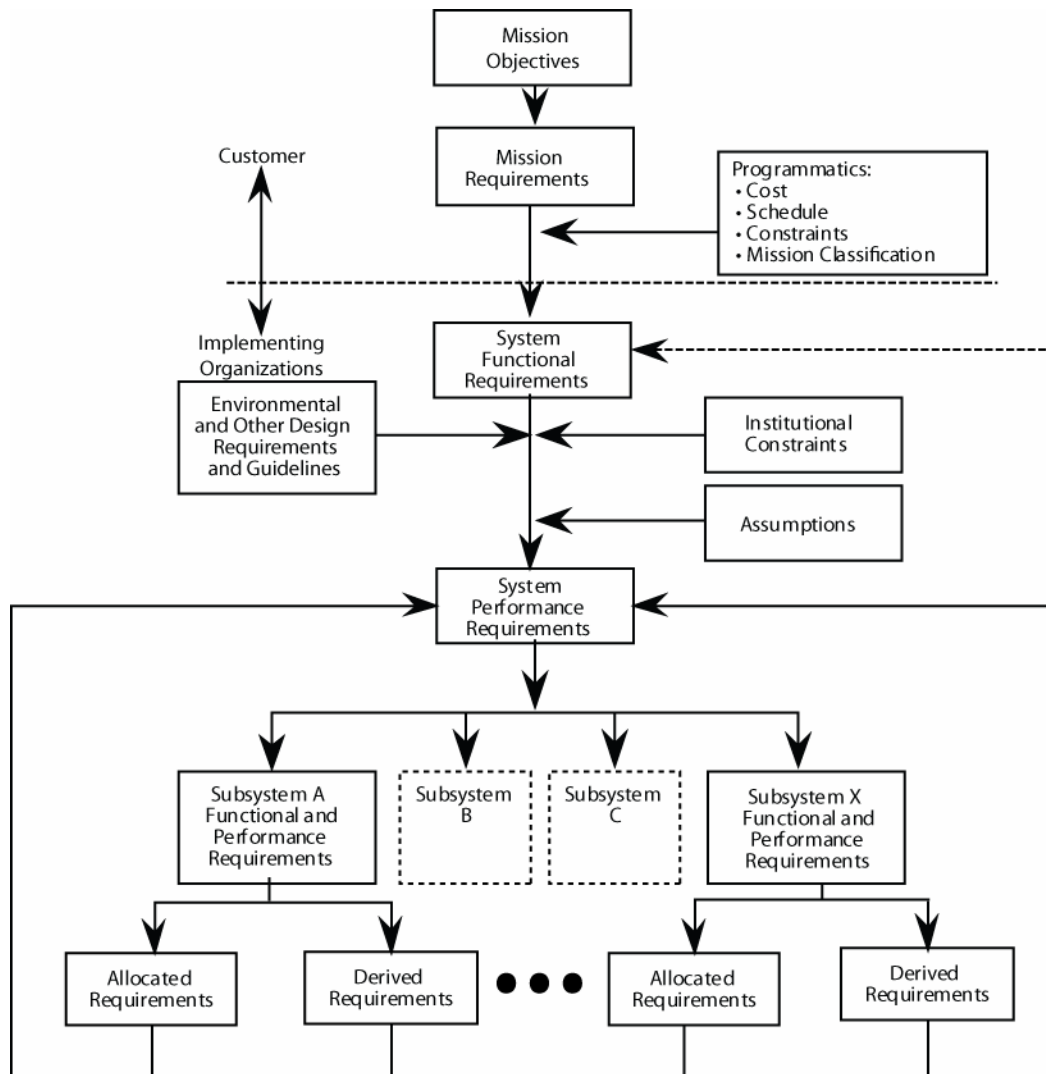 Mission
Objectives
Mission
Requirements
Customer
Programmatics:
• Cost
• Schedule
• Constraints
• Mission Classification
Implementing
Organizations
System
Functional
Requirements
Environmental
and Other Design
Requirements
and Guidelines
Institutional
Constraints
Assumptions
System
Performance
Requirements
Subsystem A
Functional and
Performance
Requirements
Subsystem
B
Subsystem
C
Subsystem X
Functional and
Performance
Requirements
Allocated
Requirements
Derived
Requirements
Allocated
Requirements
Derived
Requirements